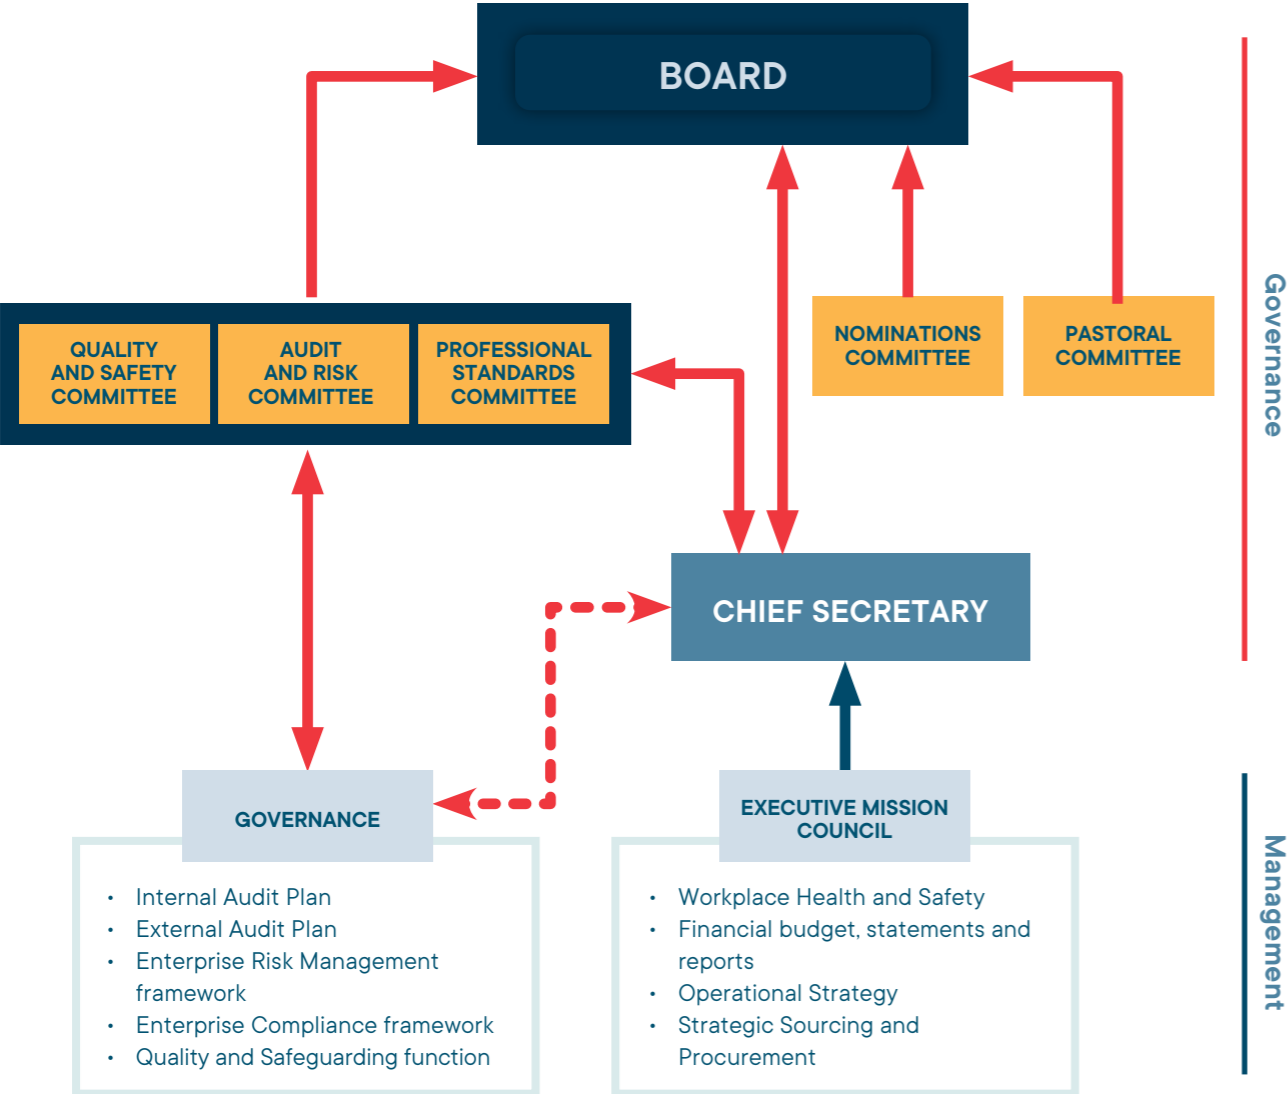 BOARD
QUALITY
AND SAFETY
COMMITTEE
AUDIT
AND RISK
COMMITTEE
PROFESSIONAL
STANDARDS
COMMITTEE
NOMINATIONS
COMMITTEE
PASTORAL
COMMITTEE
Governance
CHIEF SECRETARY
GOVERNANCE
• Internal Audit Plan
• External Audit Plan
• Enterprise Risk Management
framework
• Enterprise Compliance framework
• Quality and Safeguarding function
EXECUTIVE MISSION
COUNCIL
• Workplace Health and Safety
• Financial budget, statements and
reports
• Operational Strategy
• Strategic Sourcing and
Procurement
Management